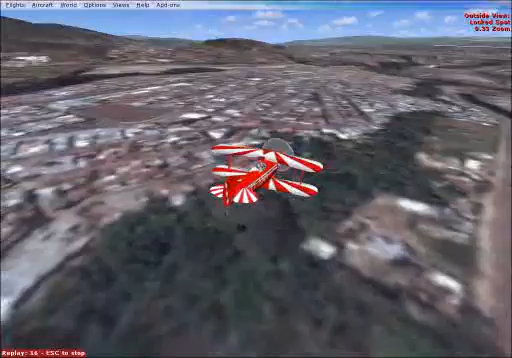 Flights Aircraft World Options Views Help Add-ons
Outside View:
Locked Spot
0.33 Zoom
Replay: 16 - ESC to stop